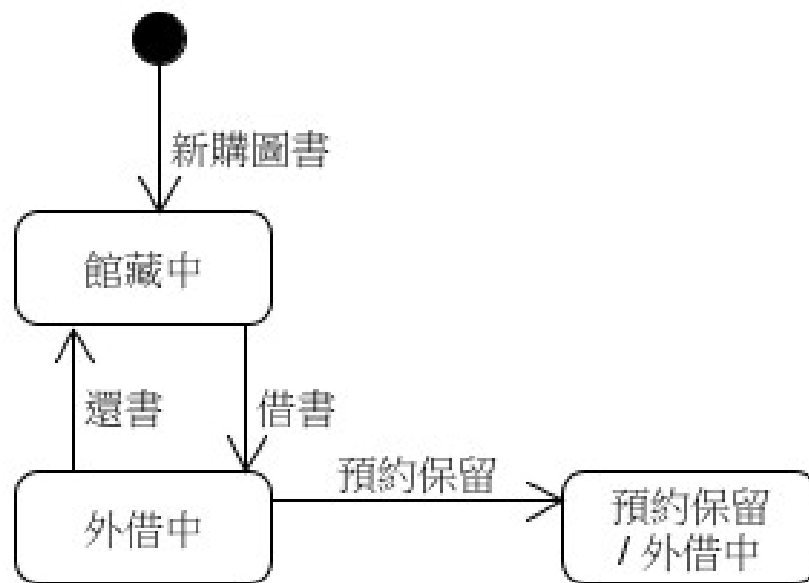 新購圖書
館藏中
還書
借書
預約保留
外借中
預約保留
/ 外借中